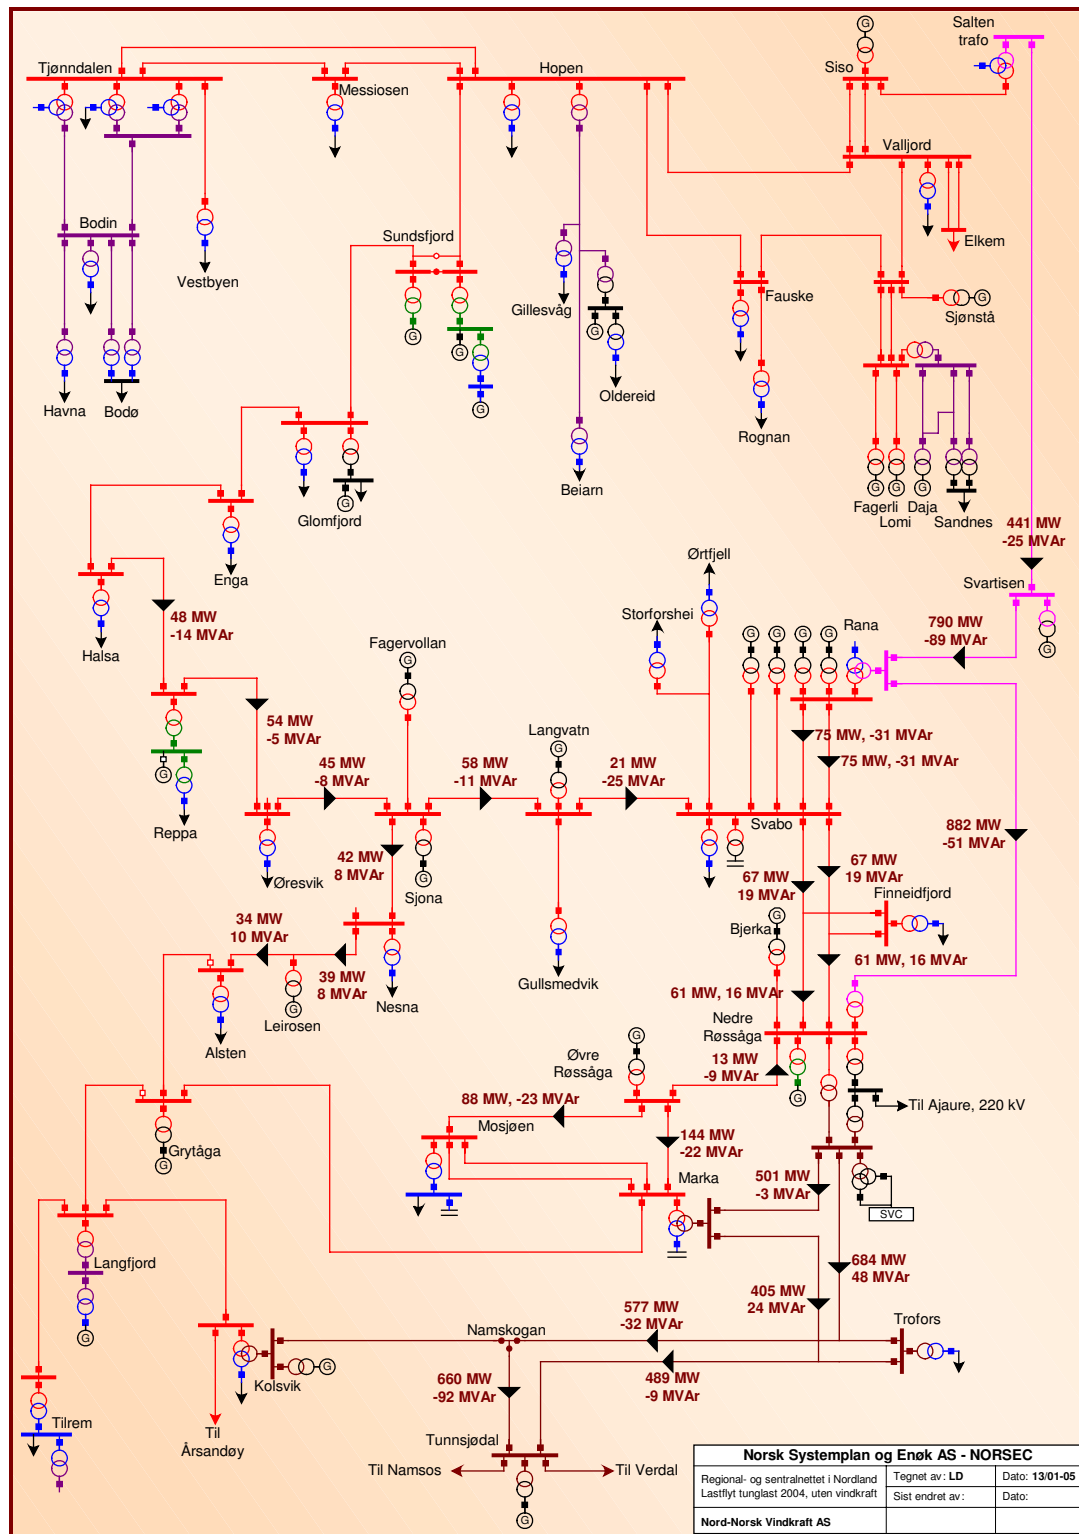 Salten
trafo
G
Siso
Tjønndalen
Messiosen
Hopen
Valljord
Elkem
Bodin
Vestbyen
Sundsfjord
Gillesvåg
Fauske
G
Sjønstå
G
G
G
G
Oldereid
Havna
Bodø
Rognan
Beiarn
G
Glomfjord
G
G
G
G
Fagerli
Daja
Lomi
Sandnes
441 MW
-25 MVAr
Svartisen
Enga
Ørtfjell
Halsa
48 MW
-14 MVAr
Storforshei
Fagervollan
G
G
G
G
G
Rana
790 MW
-89 MVAr
G
54 MW
-5 MVAr
Langvatn
G
75 MW, -31 MVAr
75 MW, -31 MVAr
45 MW
-8 MVAr
58 MW
-11 MVAr
21 MW
-25 MVAr
G
Reppa
Svabo
882 MW
-51 MVAr
Øresvik
42 MW
8 MVAr
G
Sjona
67 MW
19 MVAr
67 MW
19 MVAr
Finneidfjord
34 MW
10 MVAr
G
Bjerka
61 MW, 16 MVAr
39 MW
8 MVAr
Nesna
Gullsmedvik
61 MW, 16 MVAr
G
Leirosen
Alsten
Nedre
Røssåga
Øvre
Røssåga
G
13 MW
-9 MVAr
G
88 MW, -23 MVAr
Til Ajaure, 220 kV
Mosjøen
144 MW
-22 MVAr
Grytåga
G
Marka
501 MW
-3 MVAr
SVC
Langfjord
684 MW
48 MVAr
405 MW
24 MVAr
G
577 MW
-32 MVAr
Namskogan
Trofors
G
Kolsvik
660 MW
-92 MVAr
489 MW
-9 MVAr
Tilrem
Til
Årsandøy
Tunnsjødal
Til Namsos
Til Verdal
G
Norsk Systemplan og Enøk AS - NORSEC
Regional- og sentralnettet i Nordland
Lastflyt tunglast 2004, uten vindkraft
Tegnet av: LD
Dato: 13/01-05
Sist endret av:
Dato:
Nord-Norsk Vindkraft AS